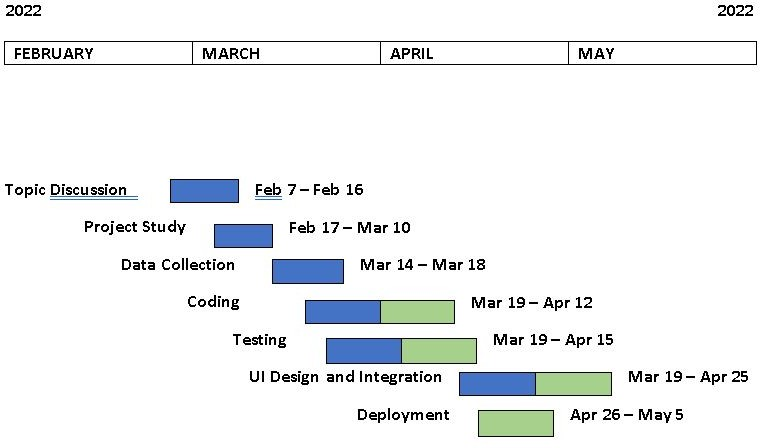 2022 2022
FEBRUARY MARCH APRIL MAY
Topic Discussion Feb 7 – Feb 16
Project Study Feb 17 – Mar 10
Data Collection Mar 14 – Mar 18
Coding Mar 19 – Apr 12
Testing Mar 19 – Apr 15
UI Design and Integration Mar 19 – Apr 25
Deployment Apr 26 – May 5